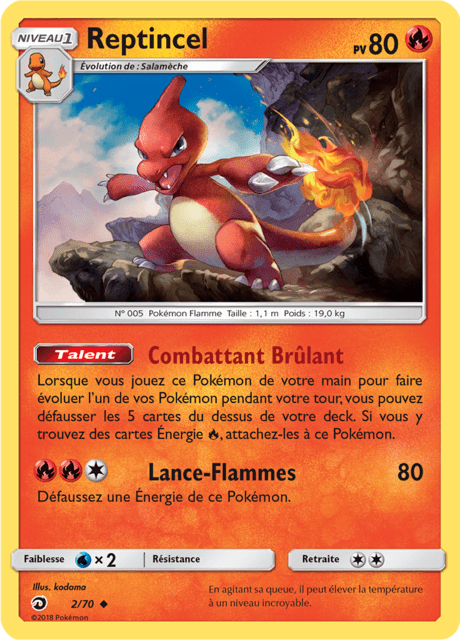 NIVEAU 1
Reptincel
PV 80
Évolution de : Salamèche
N° 005 Pokémon Flamme Taille : 1,1 m Poids : 19,0 kg
Talent Combattant Brûlant
Lorsque vous jouez ce Pokémon de votre main pour faire
évoluer l'un de vos Pokémon pendant votre tour, vous pouvez
défausser les 5 cartes du dessus de votre deck. Si vous y
trouvez des cartes Énergie , attachez-les à ce Pokémon.
Lance-Flammes 80
Défaussez une Énergie de ce Pokémon.
Faiblesse × 2 Résistance Retraite
Illus. kodama
2/70
©2018 Pokémon
En agitant sa queue, il peut élever la température
à un niveau incroyable.